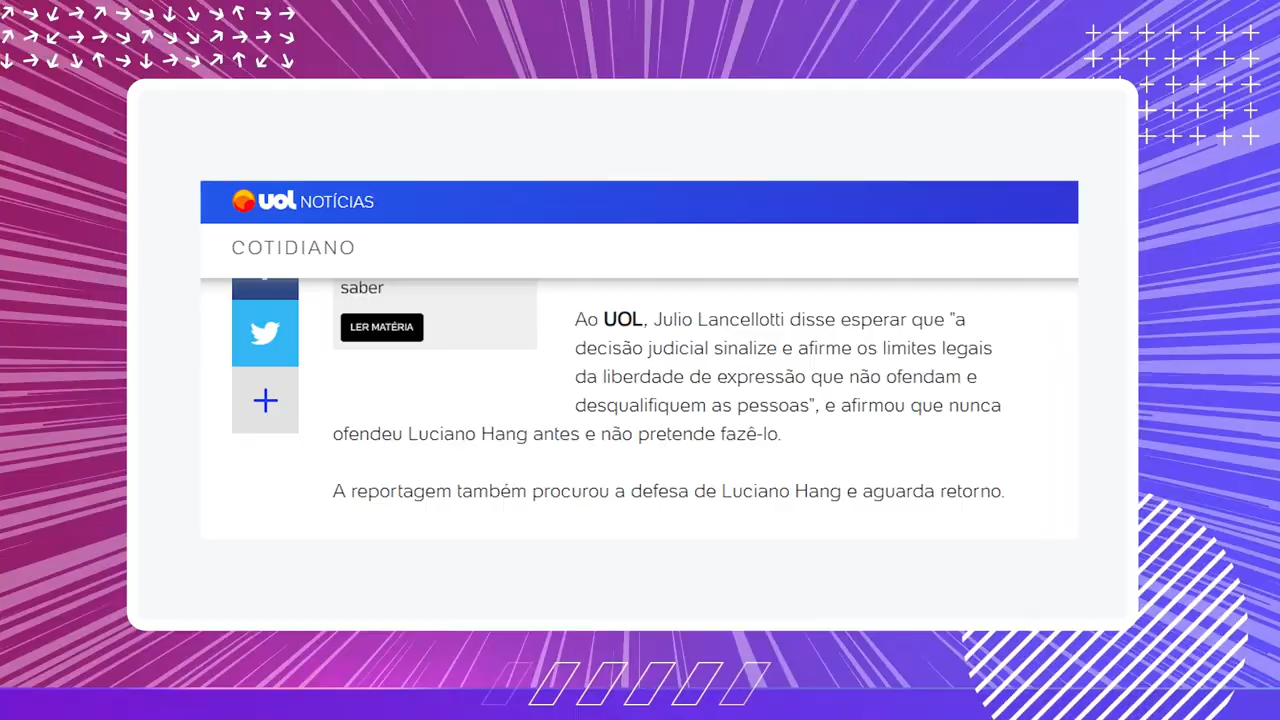 uol NOTÍCIAS
COTIDIANO
saber
LER MATÉRIA
Ao UOL, Julio Lancellotti disse esperar que "a
decisão judicial sinalize e afirme os limites legais
da liberdade de expressão que não ofendam e
desqualifiquem as pessoas", e afirmou que nunca
ofendeu Luciano Hang antes e não pretende fazê-lo.
A reportagem também procurou a defesa de Luciano Hang e aguarda retorno.